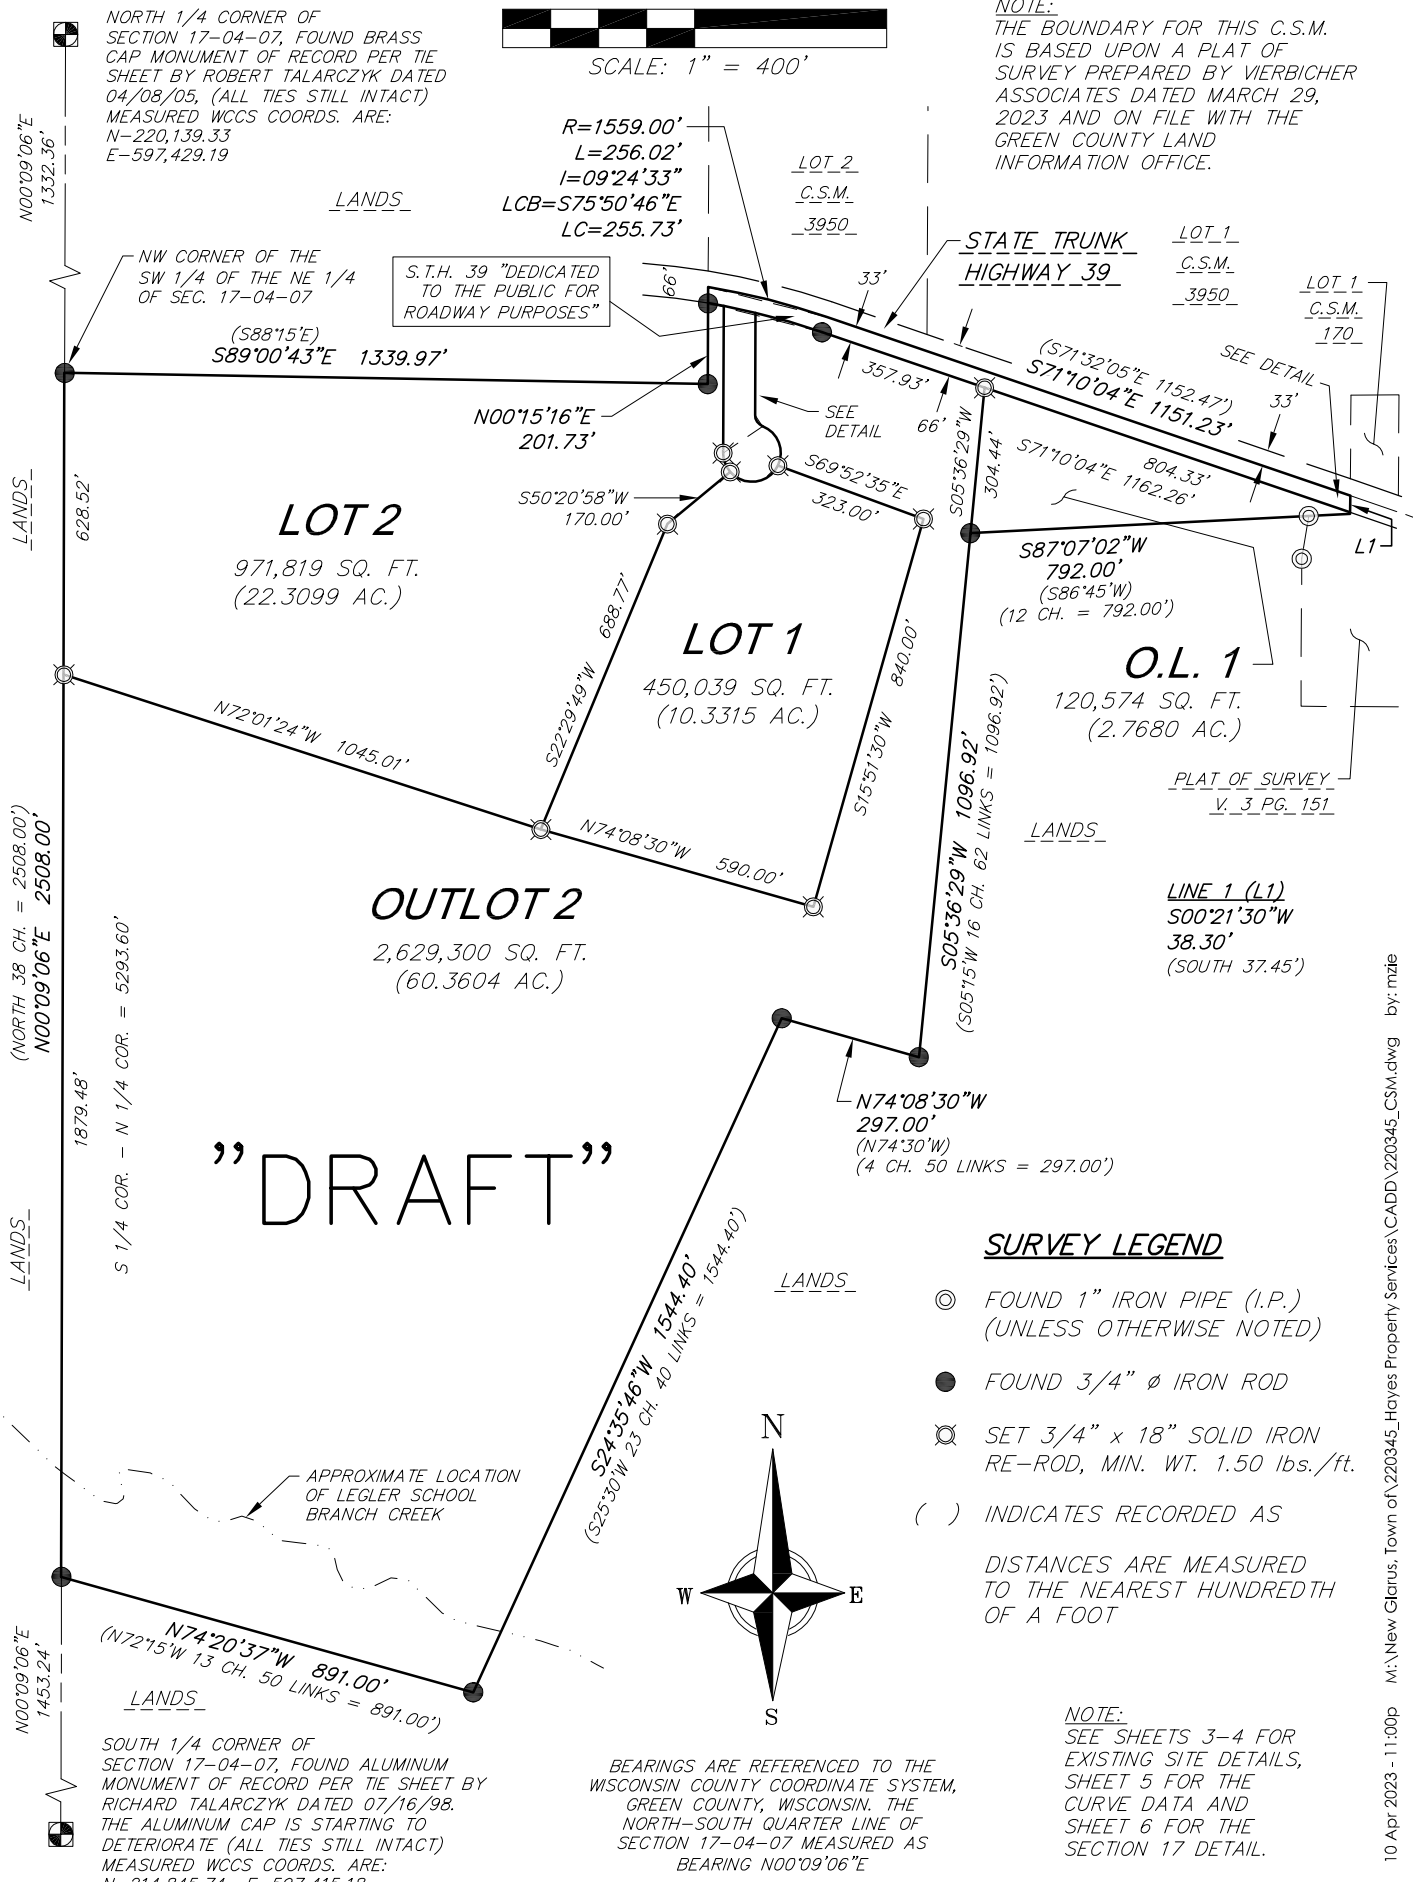 NORTH 1/4 CORNER OF
SECTION 17-04-07, FOUND BRASS
CAP MONUMENT OF RECORD PER TIE
SHEET BY ROBERT TALARCZYK DATED
04/08/05, (ALL TIES STILL INTACT)
MEASURED WCCS COORDS. ARE:
N-220,139.33
E-597,429.19
SCALE: 1" = 400'
NOTE:
THE BOUNDARY FOR THIS C.S.M.
IS BASED UPON A PLAT OF
SURVEY PREPARED BY VIERBICHER
ASSOCIATES DATED MARCH 29,
2023 AND ON FILE WITH THE
GREEN COUNTY LAND
INFORMATION OFFICE.
N00°09'06"E
1332.36'
R=1559.00'
L=256.02'
I=09°24'33"
LCB=S75°50'46"E
LC=255.73'
LOT 2
C.S.M.
3950
LANDS
STATE TRUNK
HIGHWAY 39
LOT 1
C.S.M.
3950
LOT 1
C.S.M.
170
NW CORNER OF THE
SW 1/4 OF THE NE 1/4
OF SEC. 17-04-07
S.T.H. 39 "DEDICATED
TO THE PUBLIC FOR
ROADWAY PURPOSES"
66'
33'
(S88°15'E)
S89°00'43"E 1339.97'
357.93'
(S71°32'05"E 1152.47')
S71°10'04"E 1151.23'
SEE DETAIL
33'
N00°15'16"E
201.73'
SEE
DETAIL
66'
S05°36'29"W
304.44'
804.33'
S71°10'04"E 1162.26'
LANDS
628.52'
S50°20'58"W
170.00'
S69°52'35"E
323.00'
LOT 2
971,819 SQ. FT.
(22.3099 AC.)
S87°07'02"W
792.00'
(S86°45'W)
(12 CH. = 792.00')
L1
LOT 1
450,039 SQ. FT.
(10.3315 AC.)
S22°29'49"W 688.77'
S15°51'30"W 840.00'
O.L. 1
120,574 SQ. FT.
(2.7680 AC.)
N72°01'24"W 1045.01'
N74°08'30"W 590.00'
PLAT OF SURVEY
V. 3 PG. 151
LANDS
(NORTH 38 CH. = 2508.00')
N00°09'06"E 2508.00'
S05°36'29"W 1096.92'
(S05°15'W 16 CH. 62 LINKS = 1096.92')
OUTLOT 2
2,629,300 SQ. FT.
(60.3604 AC.)
LINE 1 (L1)
S00°21'30"W
38.30'
(SOUTH 37.45')
S 1/4 COR. - N 1/4 COR. = 5293.60'
1879.48'
N74°08'30"W
297.00'
(N74°30'W)
(4 CH. 50 LINKS = 297.00')
"DRAFT"
LANDS
LANDS
S24°35'46"W 1544.40'
(S25°30'W 23 CH. 40 LINKS = 1544.40')
SURVEY LEGEND
FOUND 1" IRON PIPE (I.P.)
(UNLESS OTHERWISE NOTED)
FOUND 3/4" ø IRON ROD
SET 3/4" x 18" SOLID IRON
RE-ROD, MIN. WT. 1.50 lbs./ft.
( ) INDICATES RECORDED AS
DISTANCES ARE MEASURED
TO THE NEAREST HUNDREDTH
OF A FOOT
APPROXIMATE LOCATION
OF LEGLER SCHOOL
BRANCH CREEK
N
W
E
S
N74°20'37"W 891.00'
(N72°15'W 13 CH. 50 LINKS = 891.00')
N00°09'06"E
1453.24'
LANDS
SOUTH 1/4 CORNER OF
SECTION 17-04-07, FOUND ALUMINUM
MONUMENT OF RECORD PER TIE SHEET BY
RICHARD TALARCZYK DATED 07/16/98.
THE ALUMINUM CAP IS STARTING TO
DETERIORATE (ALL TIES STILL INTACT)
MEASURED WCCS COORDS. ARE:
BEARINGS ARE REFERENCED TO THE
WISCONSIN COUNTY COORDINATE SYSTEM,
GREEN COUNTY, WISCONSIN. THE
NORTH-SOUTH QUARTER LINE OF
SECTION 17-04-07 MEASURED AS
BEARING N00°09'06"E
NOTE:
SEE SHEETS 3-4 FOR
EXISTING SITE DETAILS,
SHEET 5 FOR THE
CURVE DATA AND
SHEET 6 FOR THE
SECTION 17 DETAIL.
10 Apr 2023 - 11:00p M:\New Glarus, Town of\220345_Hayes Property Services\CADD\220345_CSM.dwg by: mzie